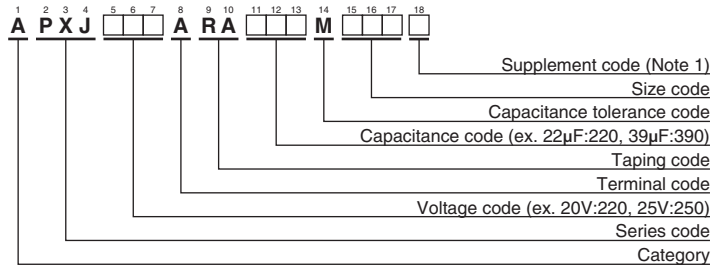 1 2 3 4 5 6 7 8 9 10 11 12 13 14 15 16 17 18
A P X J A R A M
Supplement code (Note 1)
Size code
Capacitance tolerance code
Capacitance code (ex. 22µF:220, 39µF:390)
Taping code
Terminal code
Voltage code (ex. 20V:220, 25V:250)
Series code
Category